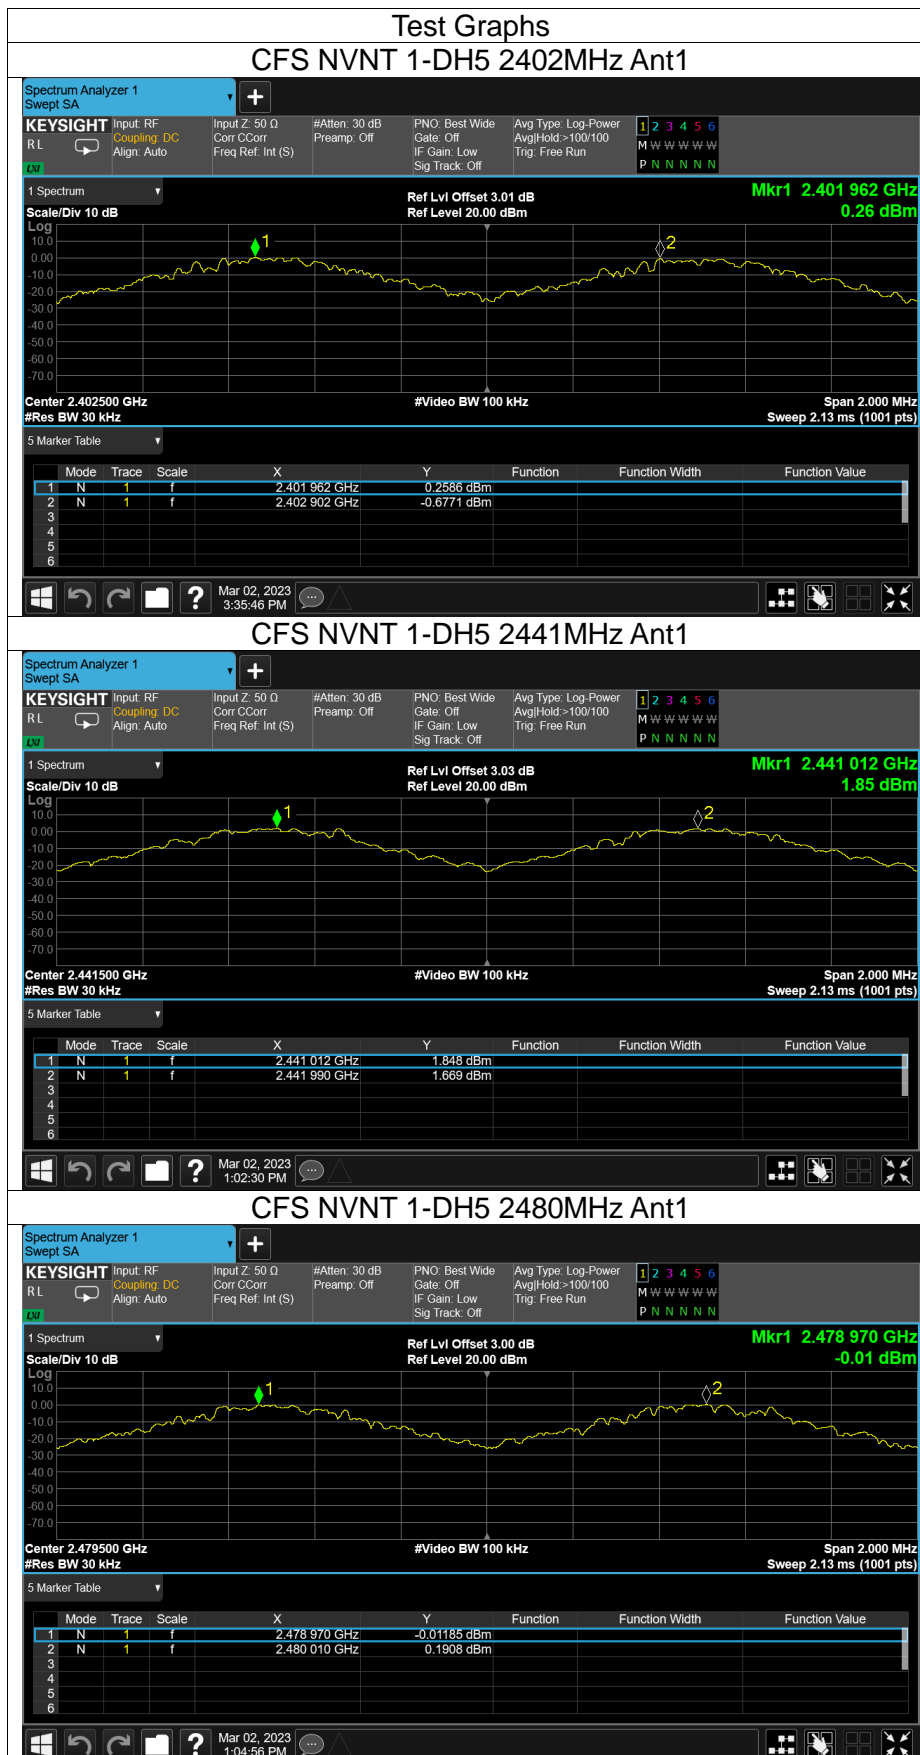 Test Graphs
CFS NVNT 1-DH5 2402MHz Ant1
Spectrum Analyzer 1
Swept SA
+
KEYSIGHT Input: RF Input Z: 50 Ω #Atten: 30 dB PNO: Best Wide Avg Type: Log-Power 1 2 3 4 5 6
RL Coupling: DC Corr CCorr Preamp: Off Gate: Off Avg|Hold:>100/100 M W W W W W
Align: Auto Freq Ref: Int (S) IF Gain: Low Trig: Free Run
LXI Sig Track: Off P N N N N N
1 Spectrum Ref Lvl Offset 3.01 dB Mkr1 2.401 962 GHz
Scale/Div 10 dB Ref Level 20.00 dBm 0.26 dBm
Log
10.0
0.00
-10.0
-20.0
-30.0
-40.0
-50.0
-60.0
-70.0
1
2
Center 2.402500 GHz #Video BW 100 kHz Span 2.000 MHz
#Res BW 30 kHz Sweep 2.13 ms (1001 pts)
5 Marker Table
Mode Trace Scale X Y Function Function Width Function Value
1 N 1 f 2.401 962 GHz 0.2586 dBm
2 N 1 f 2.402 902 GHz -0.6771 dBm
3
4
5
6
? Mar 02, 2023
3:35:46 PM
CFS NVNT 1-DH5 2441MHz Ant1
Spectrum Analyzer 1
Swept SA
+
KEYSIGHT Input: RF Input Z: 50 Ω #Atten: 30 dB PNO: Best Wide Avg Type: Log-Power 1 2 3 4 5 6
RL Coupling: DC Corr CCorr Preamp: Off Gate: Off Avg|Hold:>100/100 M W W W W W
Align: Auto Freq Ref: Int (S) IF Gain: Low Trig: Free Run
LXI Sig Track: Off P N N N N N
1 Spectrum Ref Lvl Offset 3.03 dB Mkr1 2.441 012 GHz
Scale/Div 10 dB Ref Level 20.00 dBm 1.85 dBm
Log
10.0
0.00
-10.0
-20.0
-30.0
-40.0
-50.0
-60.0
-70.0
1
2
Center 2.441500 GHz #Video BW 100 kHz Span 2.000 MHz
#Res BW 30 kHz Sweep 2.13 ms (1001 pts)
5 Marker Table
Mode Trace Scale X Y Function Function Width Function Value
1 N 1 f 2.441 012 GHz 1.848 dBm
2 N 1 f 2.441 990 GHz 1.669 dBm
3
4
5
6
? Mar 02, 2023
1:02:30 PM
CFS NVNT 1-DH5 2480MHz Ant1
Spectrum Analyzer 1
Swept SA
+
KEYSIGHT Input: RF Input Z: 50 Ω #Atten: 30 dB PNO: Best Wide Avg Type: Log-Power 1 2 3 4 5 6
RL Coupling: DC Corr CCorr Preamp: Off Gate: Off Avg|Hold:>100/100 M W W W W W
Align: Auto Freq Ref: Int (S) IF Gain: Low Trig: Free Run
LXI Sig Track: Off P N N N N N
1 Spectrum Ref Lvl Offset 3.00 dB Mkr1 2.478 970 GHz
Scale/Div 10 dB Ref Level 20.00 dBm -0.01 dBm
Log
10.0
0.00
-10.0
-20.0
-30.0
-40.0
-50.0
-60.0
-70.0
1
2
Center 2.479500 GHz #Video BW 100 kHz Span 2.000 MHz
#Res BW 30 kHz Sweep 2.13 ms (1001 pts)
5 Marker Table
Mode Trace Scale X Y Function Function Width Function Value
1 N 1 f 2.478 970 GHz -0.01185 dBm
2 N 1 f 2.480 010 GHz 0.1908 dBm
3
4
5
6
? Mar 02, 2023
1:04:56 PM